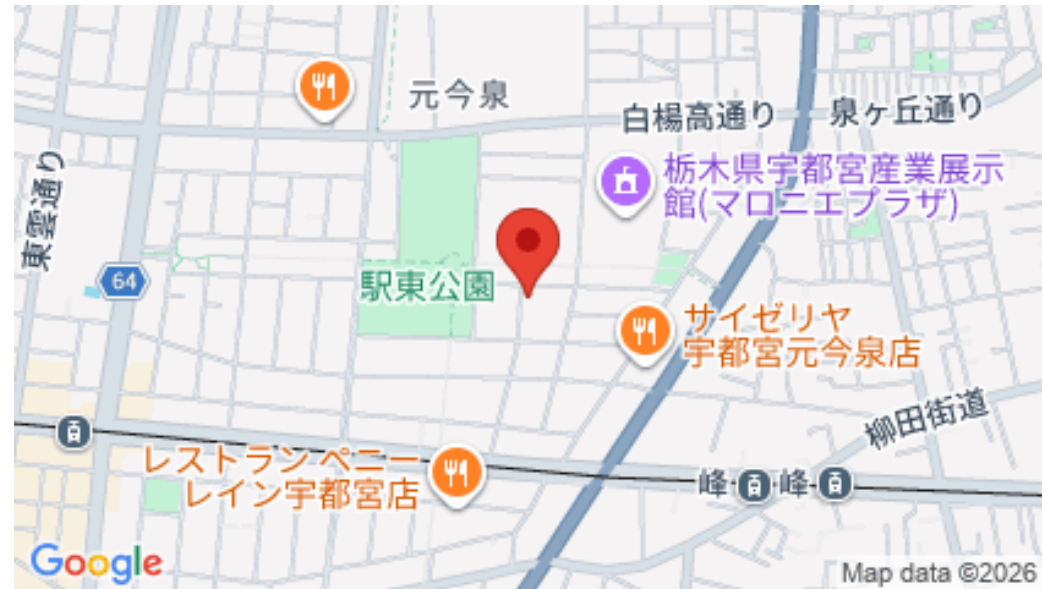 元今泉
白楊高通り
泉ヶ丘通り
栃木県宇都宮産業展示
館(マロニエプラザ)
東雲通り
64
駅東公園
サイゼリヤ
宇都宮元今泉店
柳田街道
レストラン ペニー
レイン宇都宮店
峰
峰
Google
Map data ©2026